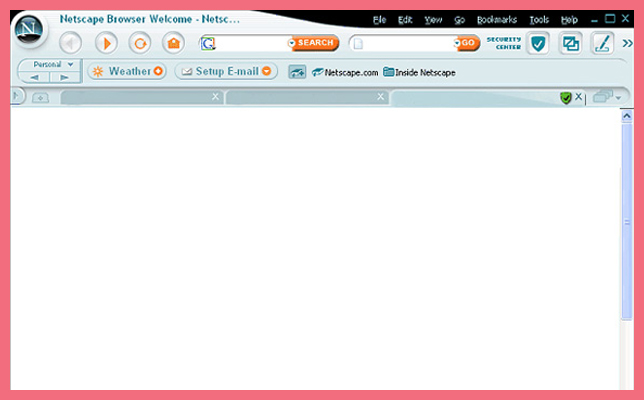 Netscape Browser Welcome - Netsc...
File Edit View Go Bookmarks Tools Help
N
SEARCH GO SECURITY CENTER
Personal
Weather Setup E-mail Netscape.com Inside Netscape